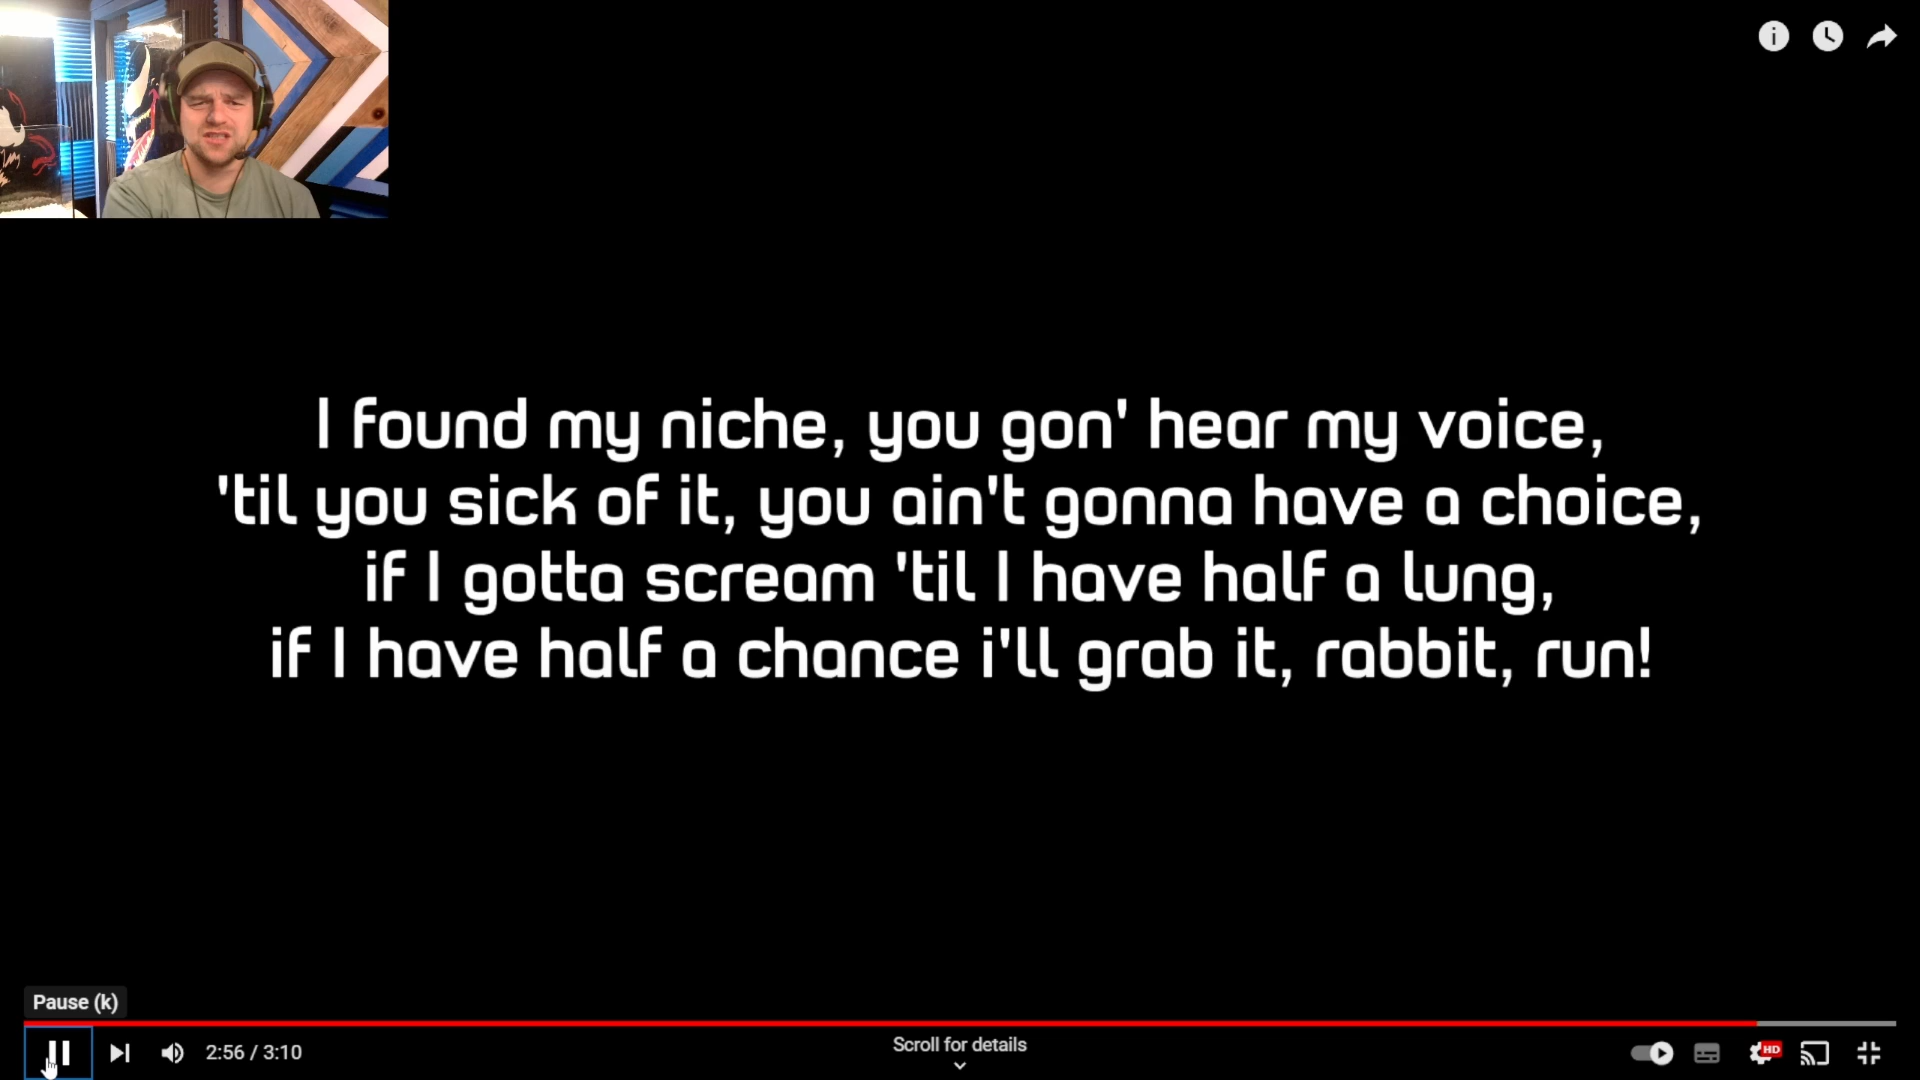 I found my niche, you gon' hear my voice,
'til you sick of it, you ain't gonna have a choice,
if I gotta scream 'til I have half a lung,
if I have half a chance i'll grab it, rabbit, run!
Pause (k)
2:56 / 3:10
Scroll for details
HD